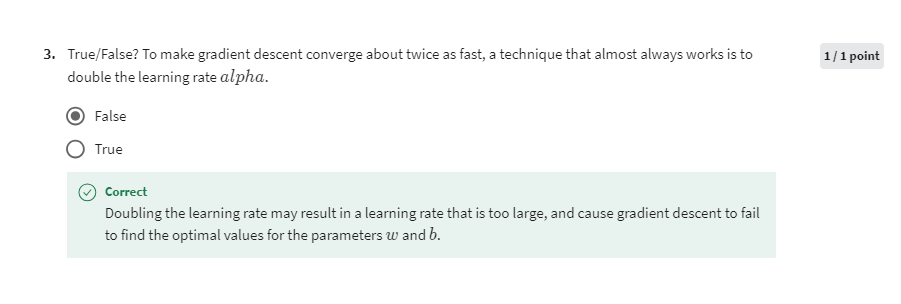 3. True/False? To make gradient descent converge about twice as fast, a technique that almost always works is to
double the learning rate alpha.
1 / 1 point
False
True
Correct
Doubling the learning rate may result in a learning rate that is too large, and cause gradient descent to fail
to find the optimal values for the parameters w and b.